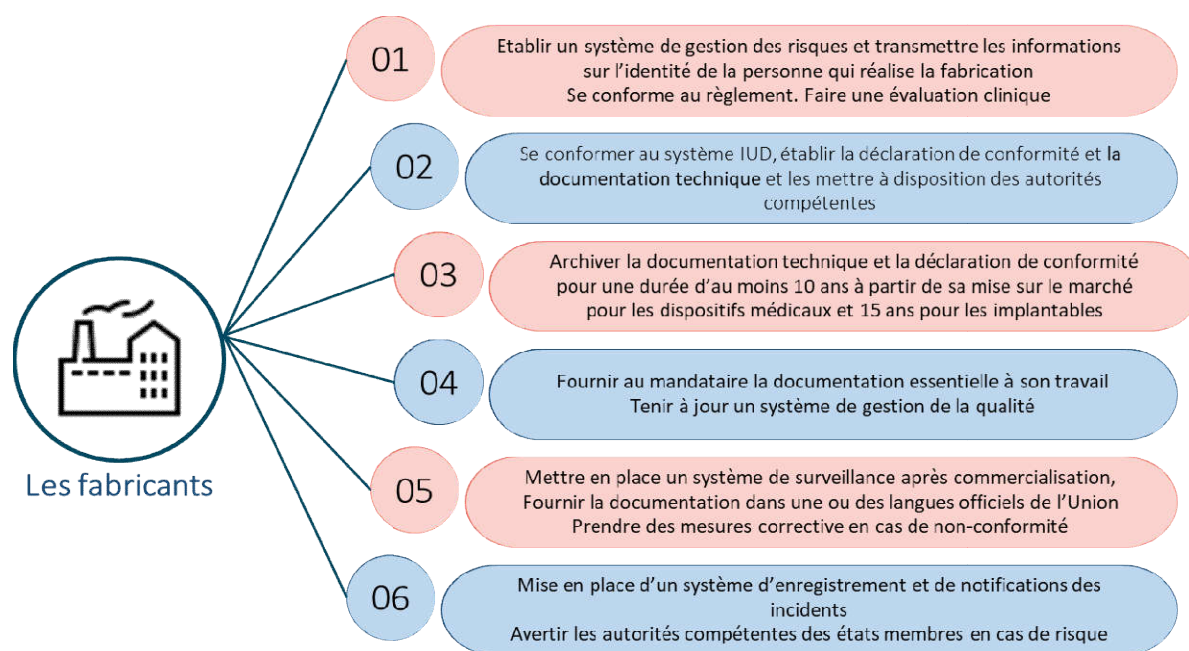 01
Etablir un système de gestion des risques et transmettre les informations
sur l'identité de la personne qui réalise la fabrication
Se conforme au règlement. Faire une évaluation clinique
02
Se conformer au système IUD, établir la déclaration de conformité et la
documentation technique et les mettre à disposition des autorités
compétentes
03
Archiver la documentation technique et la déclaration de conformité
pour une durée d'au moins 10 ans à partir de sa mise sur le marché
pour les dispositifs médicaux et 15 ans pour les implantables
04
Fournir au mandataire la documentation essentielle à son travail
Tenir à jour un système de gestion de la qualité
Les fabricants
05
Mettre en place un système de surveillance après commercialisation,
Fournir la documentation dans une ou des langues officiels de l'Union
Prendre des mesures corrective en cas de non-conformité
06
Mise en place d'un système d'enregistrement et de notifications des
incidents
Avertir les autorités compétentes des états membres en cas de risque